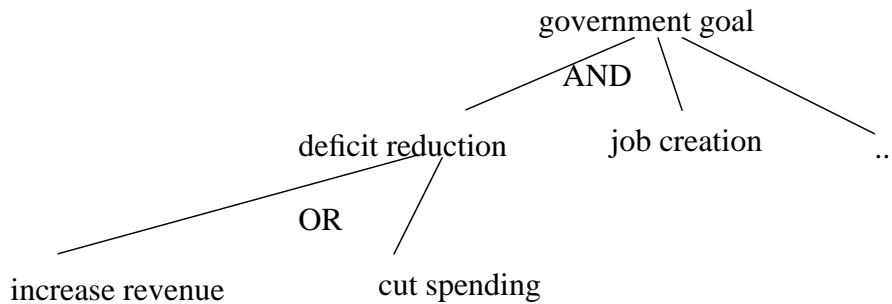 government goal
AND
deficit reduction
job creation
..
OR
increase revenue
cut spending